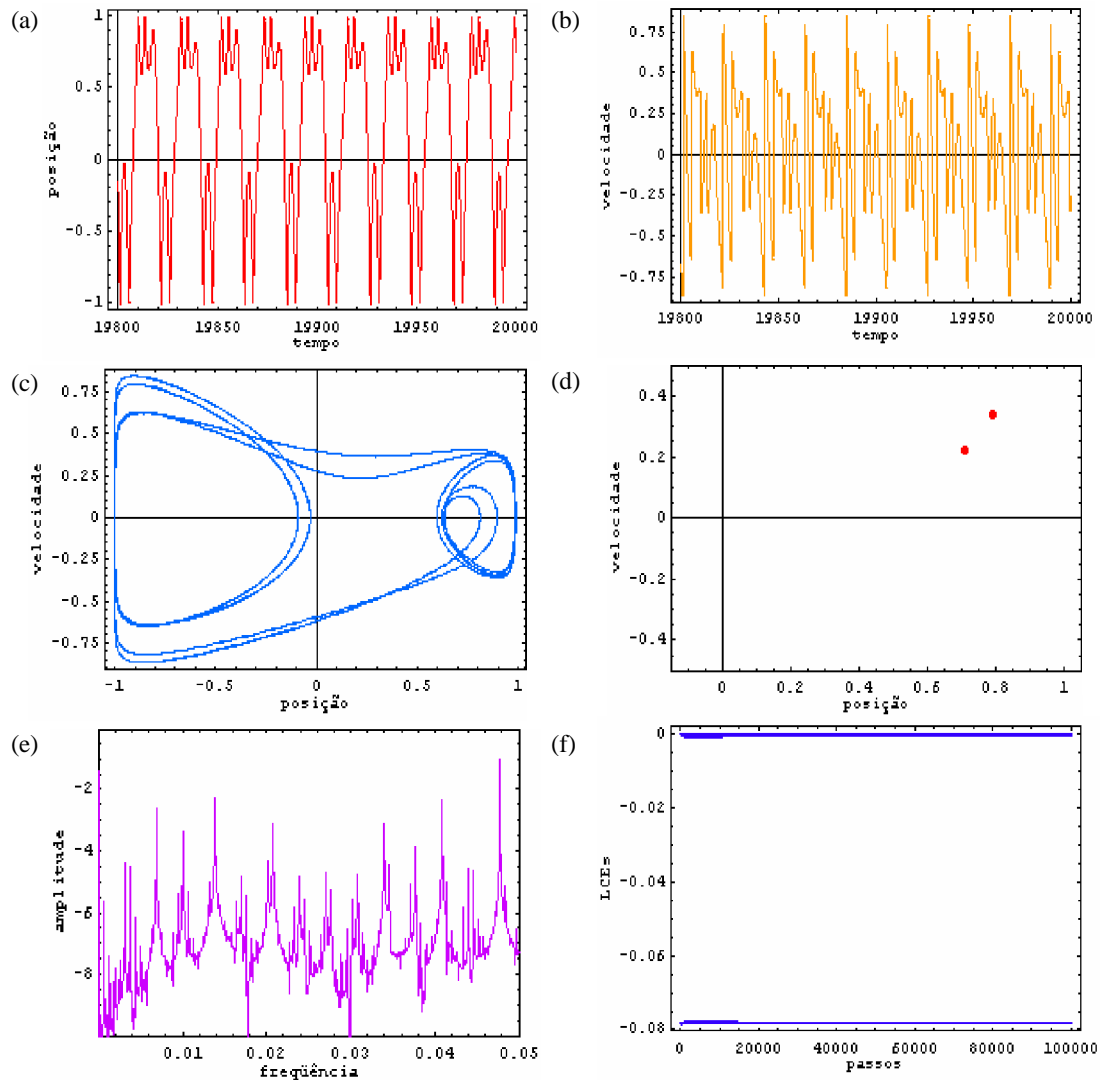 (a)
posição
1
0.5
0
-0.5
-1
19800 19850 19900 19950 20000
tempo
(b)
velocidade
0.75
0.5
0.25
0
-0.25
-0.5
-0.75
19800 19850 19900 19950 20000
tempo
(c)
velocidade
0.75
0.5
0.25
0
-0.25
-0.5
-0.75
-1 -0.5 0 0.5 1
posição
(d)
velocidade
0.4
0.2
0
-0.2
-0.4
0 0.2 0.4 0.6 0.8 1
posição
(e)
amplitude
-2
-4
-6
-8
0.01 0.02 0.03 0.04 0.05
freqüência
(f)
LCEs
0
-0.02
-0.04
-0.06
-0.08
0 20000 40000 60000 80000 100000
passos